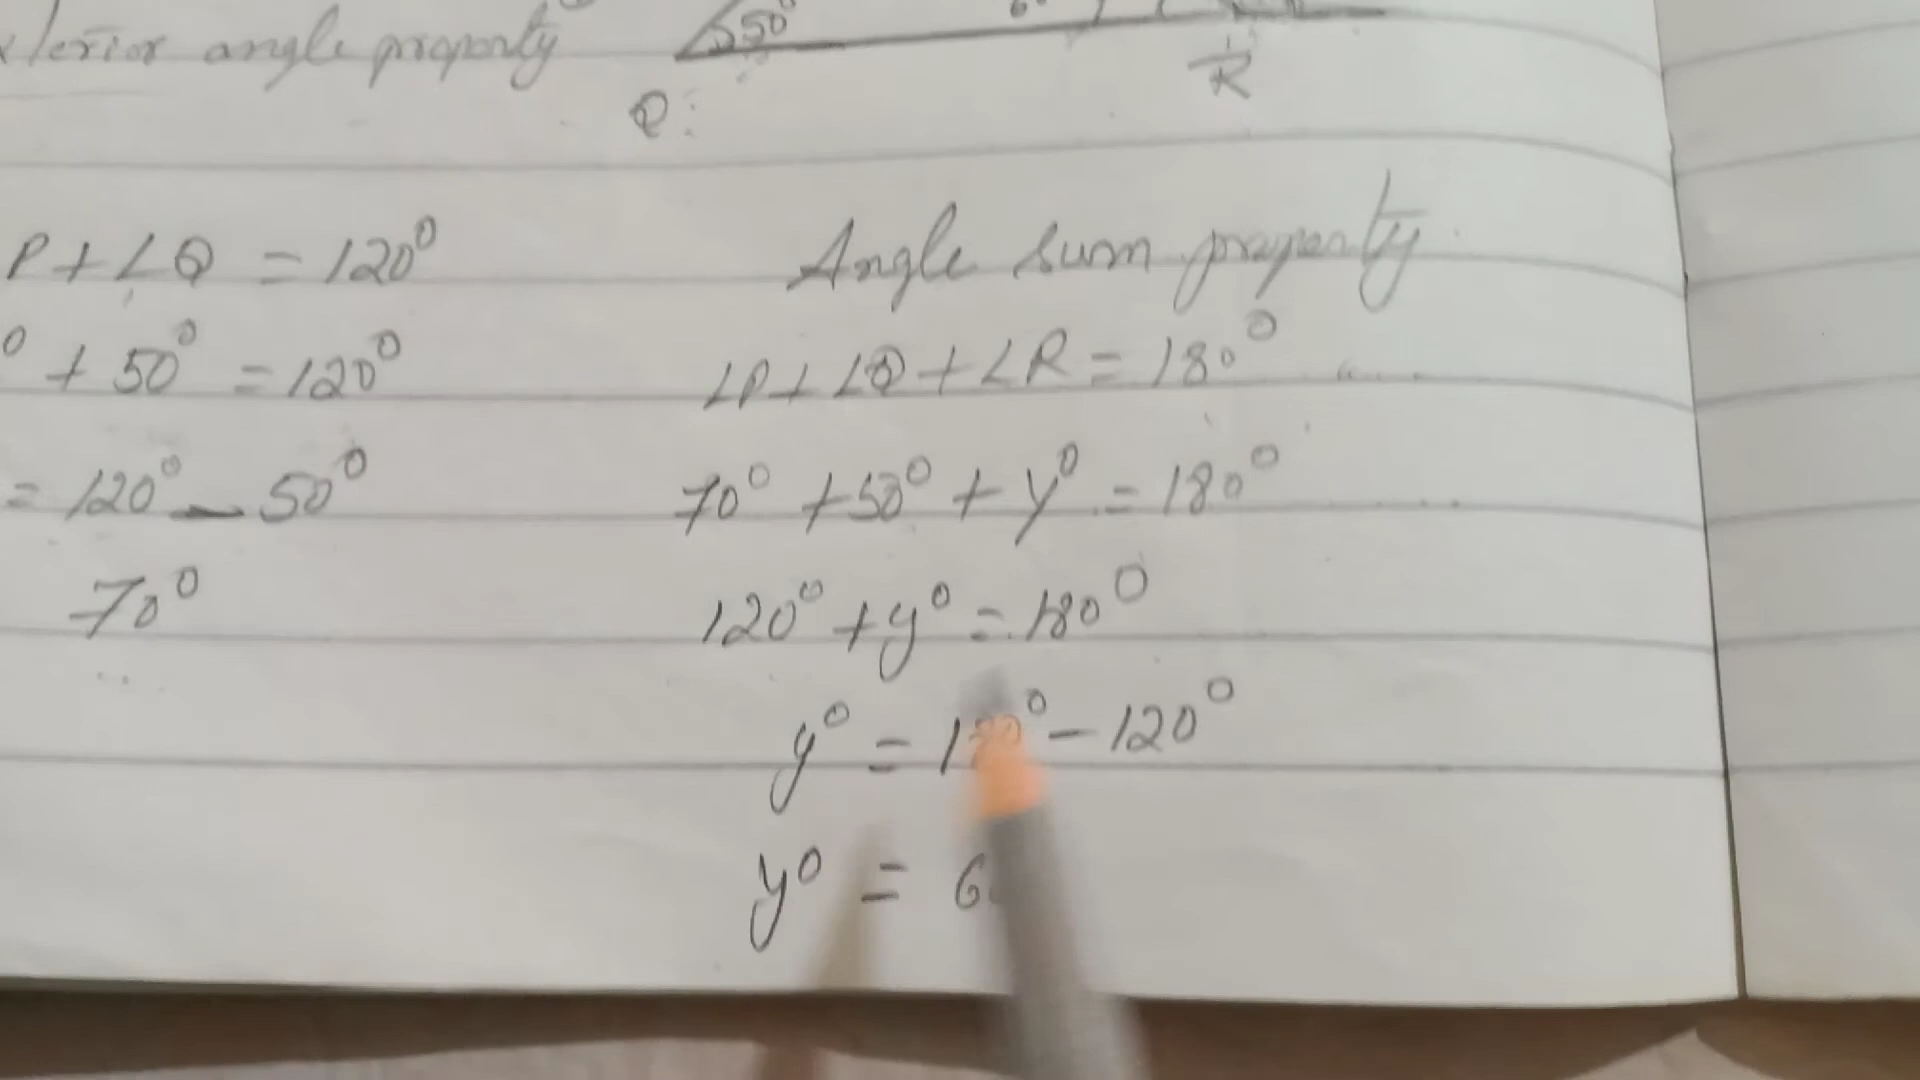 xterior angle property 50°
Q R
P + ∠Q = 120°
° + 50° = 120°
= 120° - 50°
70°
Angle sum property
∠P + ∠Q + ∠R = 180°
70° + 50° + y° = 180°
120° + y° = 180°
y° = 180° - 120°
y° = 6